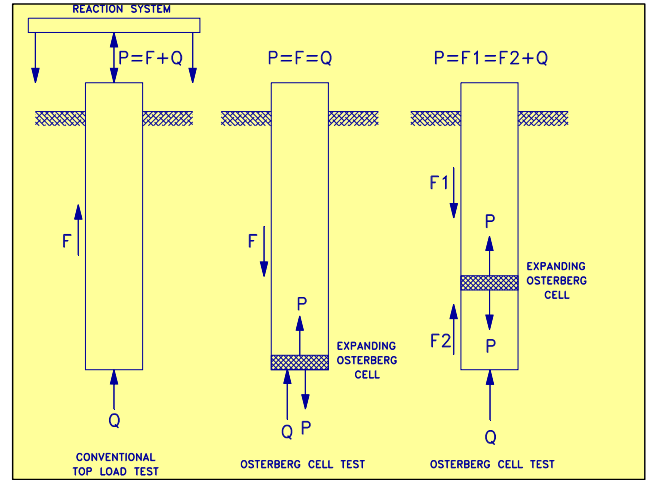 REACTION SYSTEM
P=F+Q
F
Q
CONVENTIONAL
TOP LOAD TEST
P=F=Q
F
P
EXPANDING
OSTERBERG
CELL
Q
P
OSTERBERG CELL TEST
P=F1=F2+Q
F1
P
EXPANDING
OSTERBERG
CELL
F2
P
Q
OSTERBERG CELL TEST